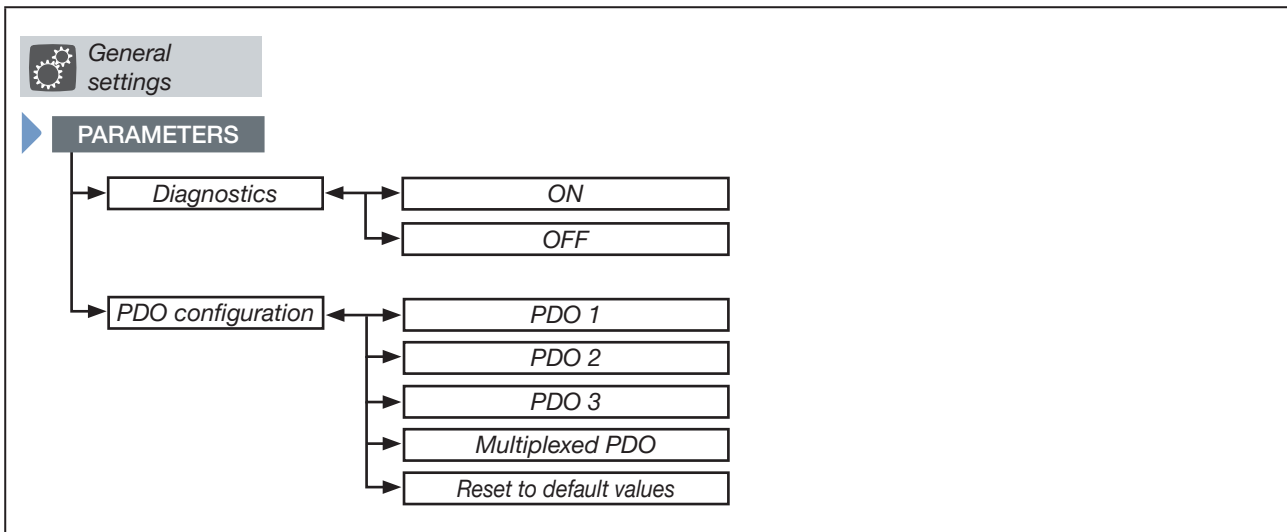 General
settings
PARAMETERS
Diagnostics
ON
OFF
PDO configuration
PDO 1
PDO 2
PDO 3
Multiplexed PDO
Reset to default values